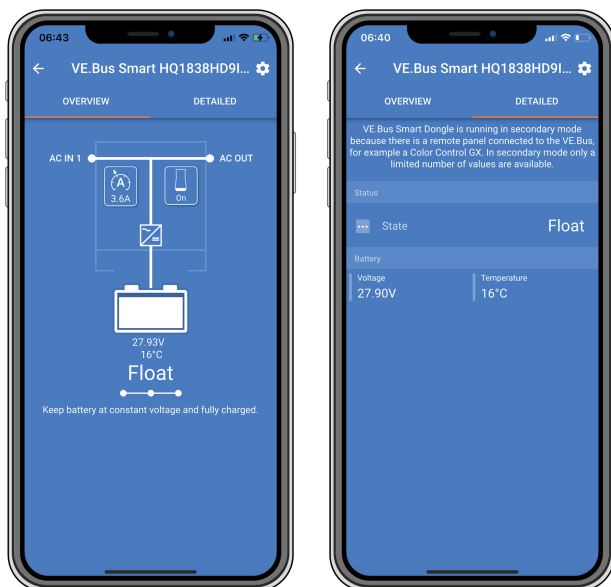 06:43
VE.Bus Smart HQ1838HD9I...
OVERVIEW DETAILED
AC IN 1 AC OUT
A
3.6A On
27.93V
16°C
Float
Keep battery at constant voltage and fully charged.
06:40
VE.Bus Smart HQ1838HD9I...
OVERVIEW DETAILED
VE.Bus Smart Dongle is running in secondary mode
because there is a remote panel connected to the VE.Bus,
for example a Color Control GX. In secondary mode only a
limited number of values are available.
Status
State Float
Battery
Voltage Temperature
27.90V 16°C